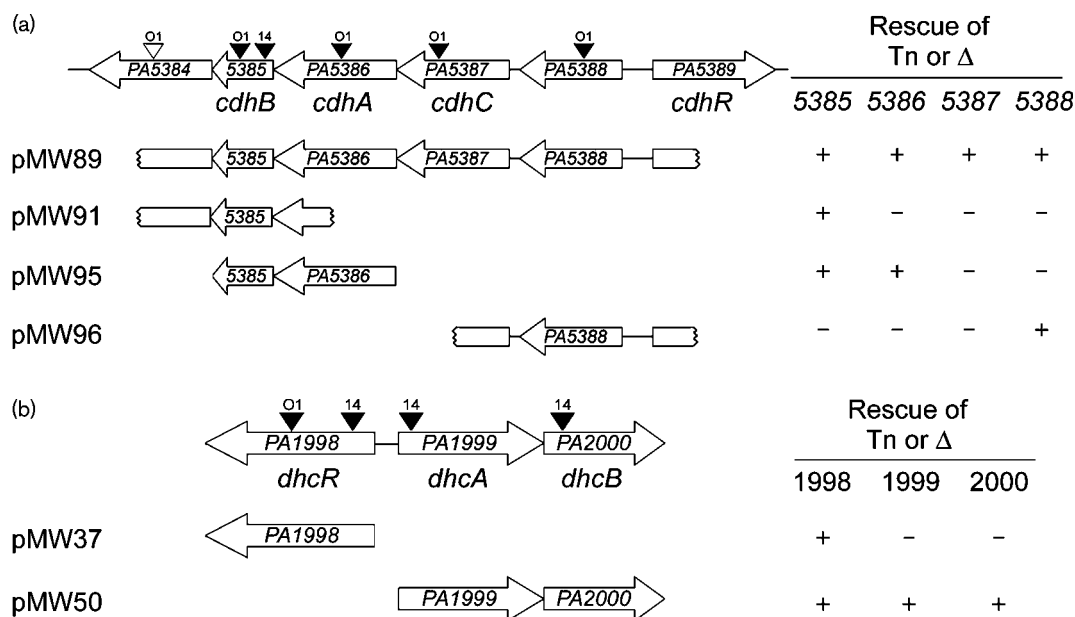 (a)
O1 O1 14 O1 O1 O1
PA5384 5385 PA5386 PA5387 PA5388 PA5389
cdhB cdhA cdhC cdhR
Rescue of
Tn or Δ
5385 5386 5387 5388
pMW89 5385 PA5386 PA5387 PA5388 + + + +
pMW91 5385 + − − −
pMW95 5385 PA5386 + + − −
pMW96 PA5388 − − − +
(b)
O1 14 14 14
PA1998 PA1999 PA2000
dhcR dhcA dhcB
Rescue of
Tn or Δ
1998 1999 2000
pMW37 PA1998 + − −
pMW50 PA1999 PA2000 + + +